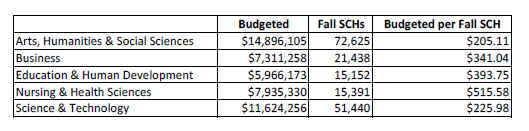 Budgeted Fall SCHs Budgeted per Fall SCH
Arts, Humanities & Social Sciences $14,896,105 72,625 $205.11
Business $7,311,258 21,438 $341.04
Education & Human Development $5,966,173 15,152 $393.75
Nursing & Health Sciences $7,935,330 15,391 $515.58
Science & Technology $11,624,256 51,440 $225.98